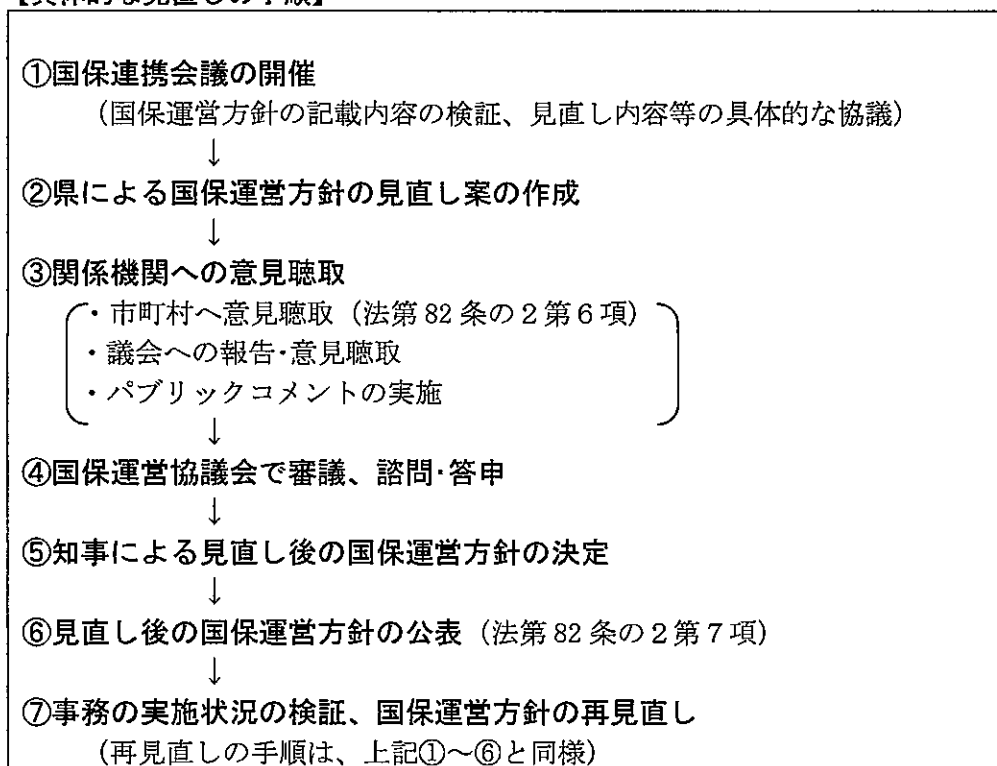 【具体的な見直しの手順】
①国保連携会議の開催
(国保運営方針の記載内容の検証、見直し内容等の具体的な協議)
↓
②県による国保運営方針の見直し案の作成
↓
③関係機関への意見聴取
・市町村へ意見聴取(法第82条の2第6項)
・議会への報告・意見聴取
・パブリックコメントの実施
↓
④国保運営協議会で審議、諮問・答申
↓
⑤知事による見直し後の国保運営方針の決定
↓
⑥見直し後の国保運営方針の公表(法第82条の2第7項)
↓
⑦事務の実施状況の検証、国保運営方針の再見直し
(再見直しの手順は、上記①~⑥と同様)